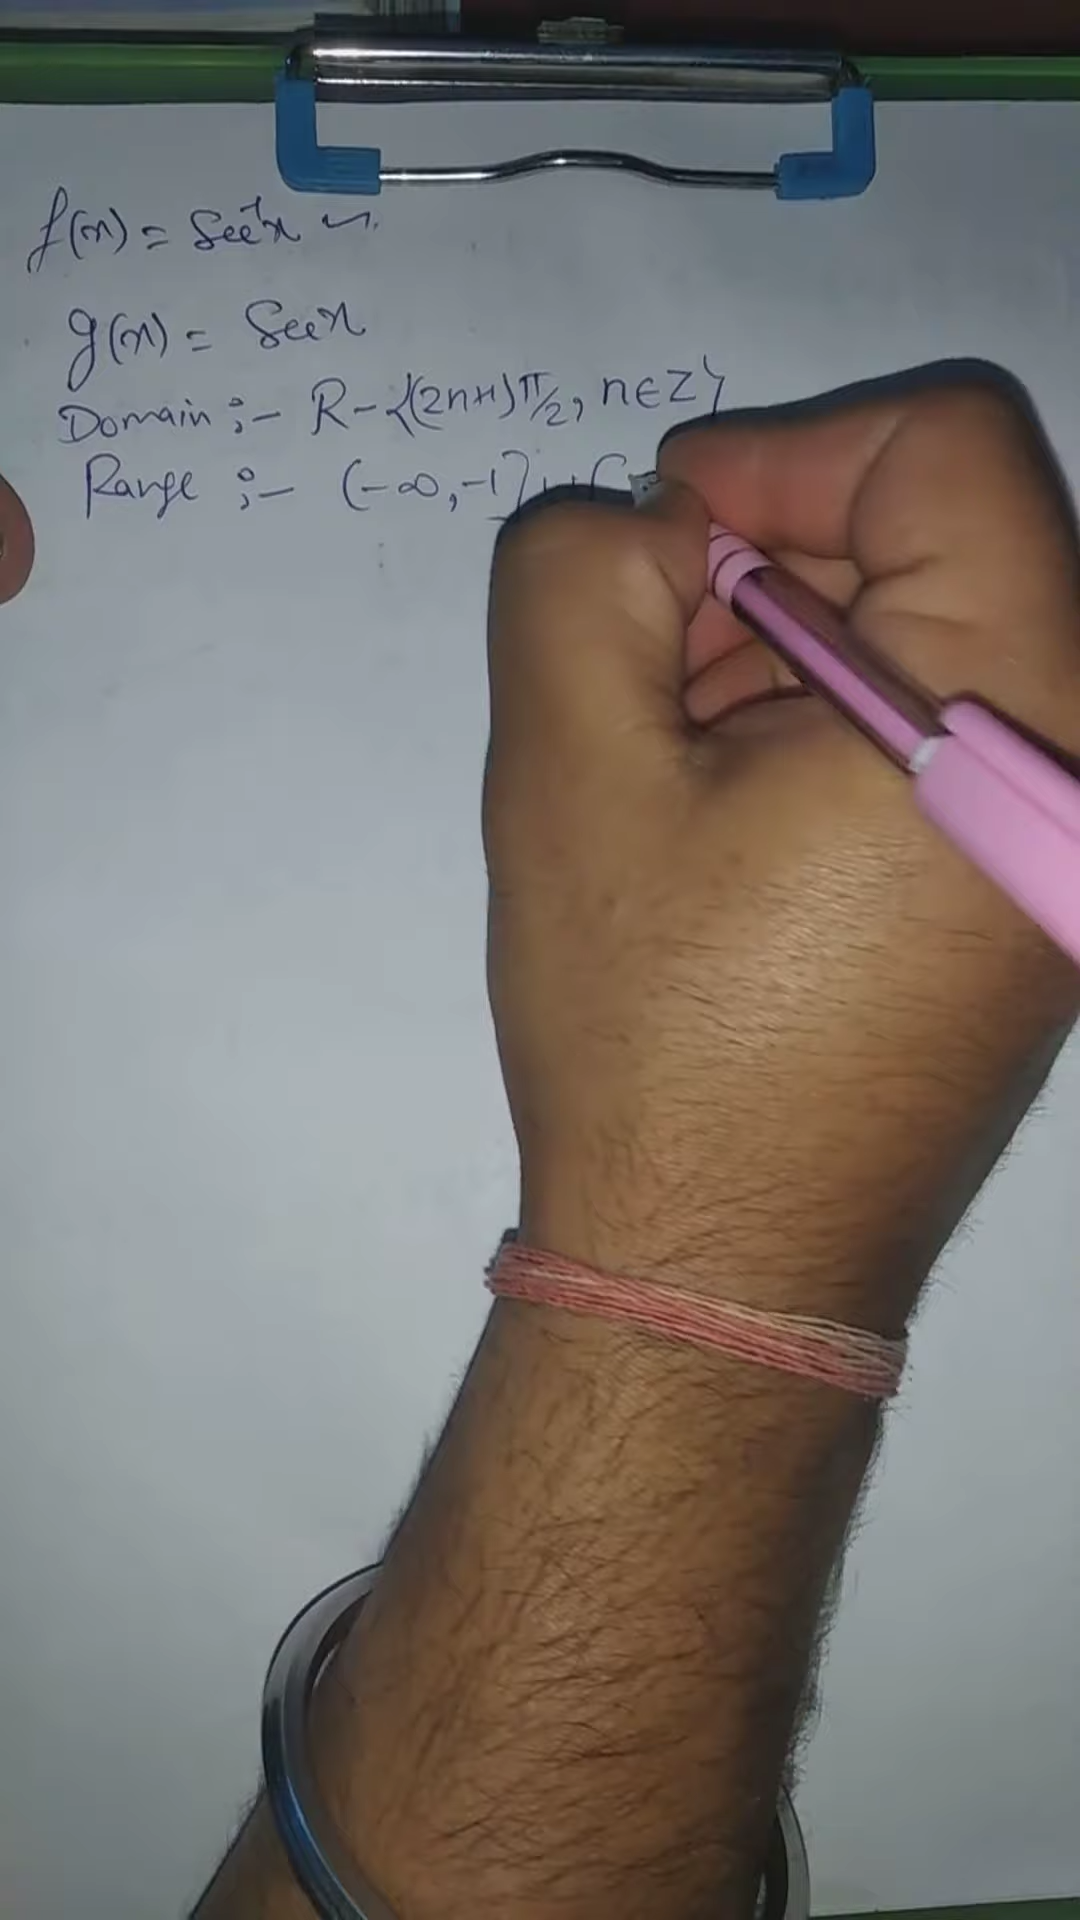 f(x) = Sec⁻¹x
g(x) = Secx
Domain :- R-{(2n+1)π/2, n∈Z}
Range :- (-∞,-1]∪[